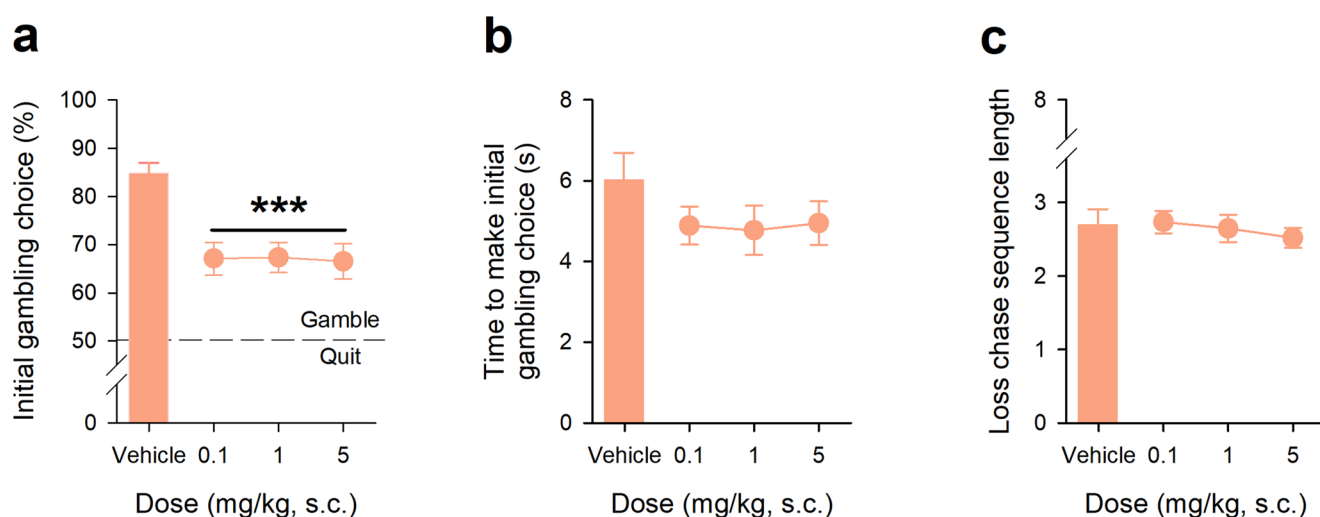 a
Initial gambling choice (%)
100
90
80
70
60
50
0
***
Gamble
Quit
Vehicle 0.1 1 5
Dose (mg/kg, s.c.)
b
Time to make initial
gambling choice (s)
8
6
4
2
0
Vehicle 0.1 1 5
Dose (mg/kg, s.c.)
c
Loss chase sequence length
8
3
2
1
0
Vehicle 0.1 1 5
Dose (mg/kg, s.c.)